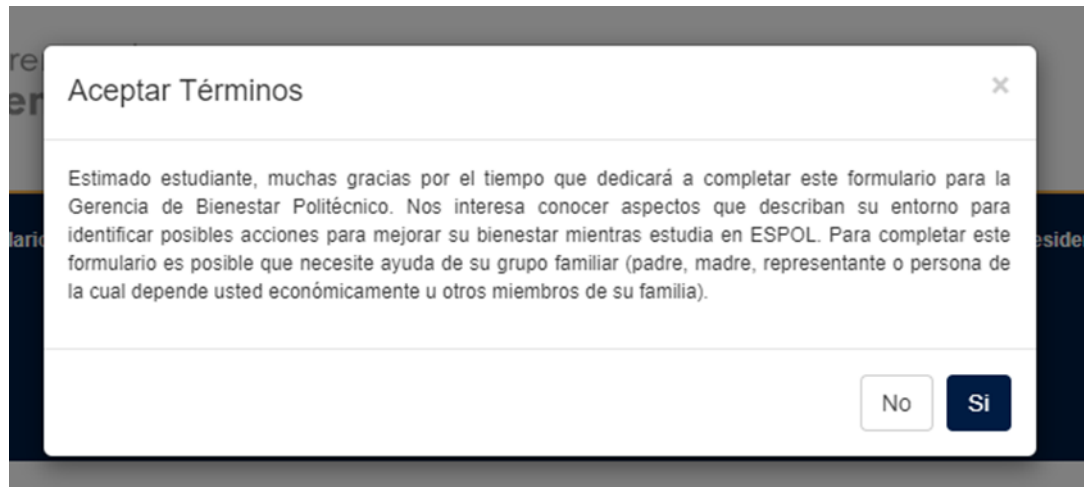 Aceptar Términos
×
Estimado estudiante, muchas gracias por el tiempo que dedicará a completar este formulario para la
Gerencia de Bienestar Politécnico. Nos interesa conocer aspectos que describan su entorno para
identificar posibles acciones para mejorar su bienestar mientras estudia en ESPOL. Para completar este
formulario es posible que necesite ayuda de su grupo familiar (padre, madre, representante o persona de
la cual depende usted económicamente u otros miembros de su familia).
No
Si